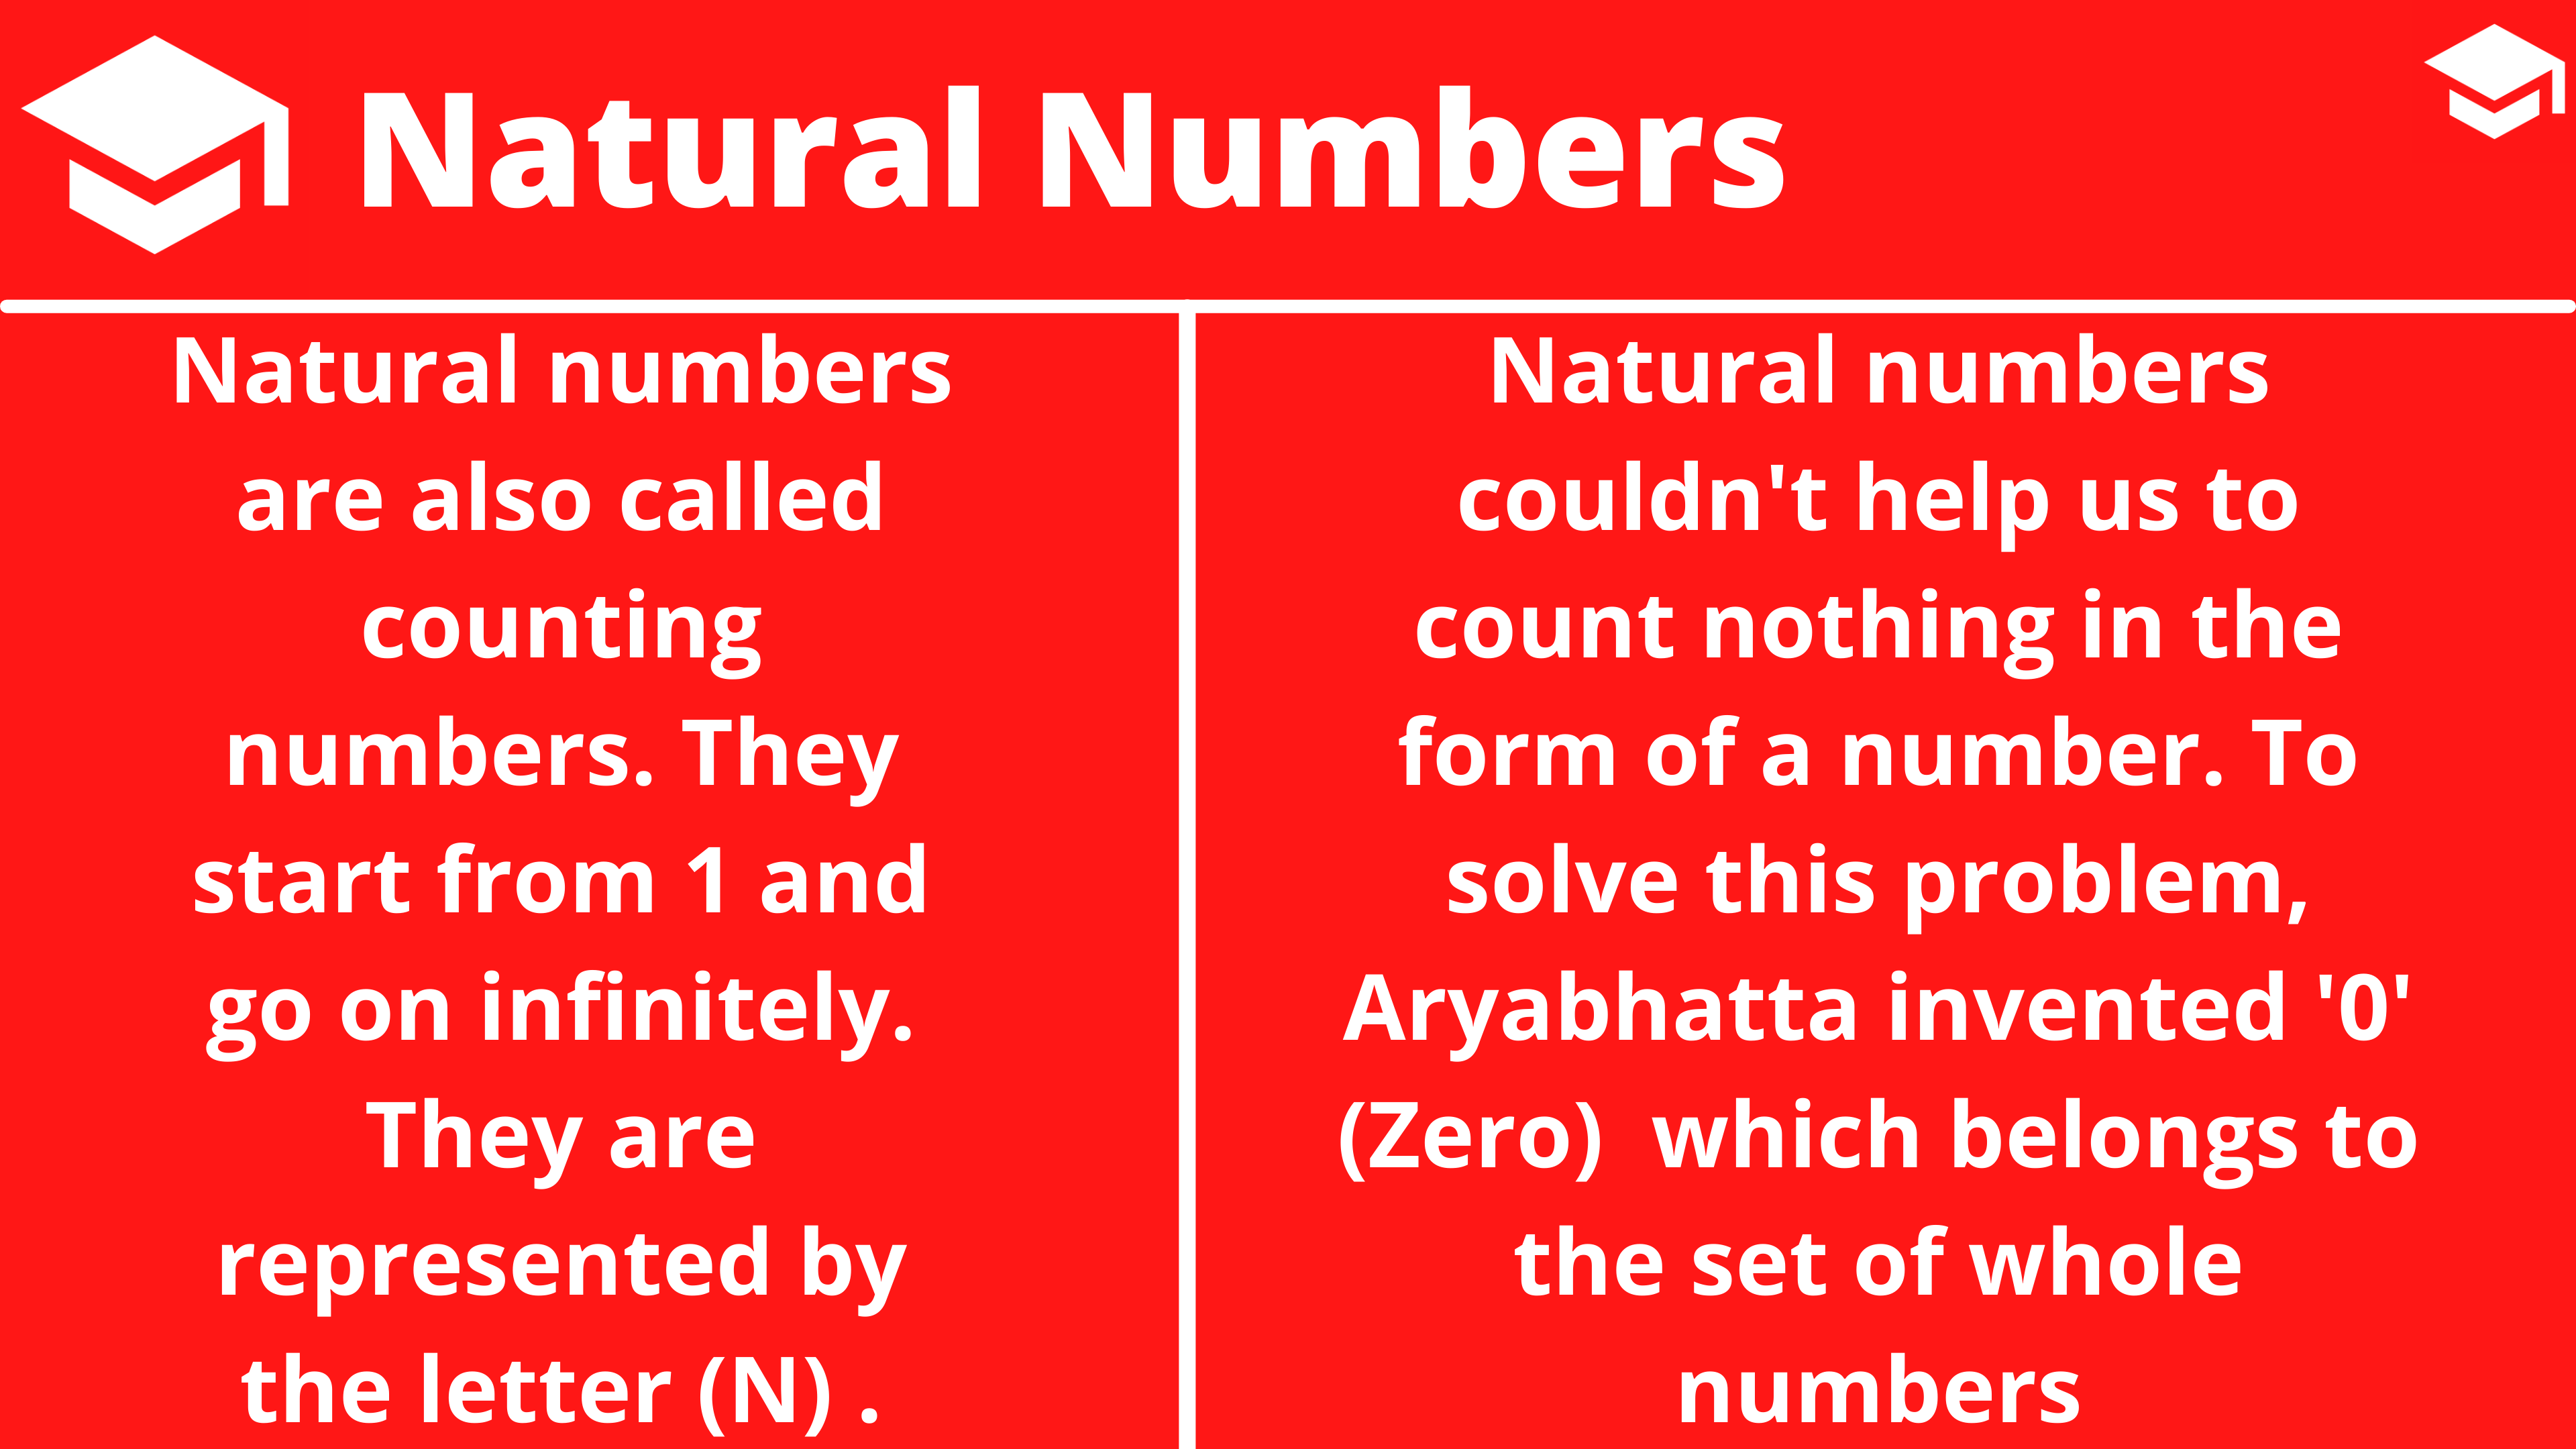 Natural Numbers
Natural numbers
are also called
counting
numbers. They
start from 1 and
go on infinitely.
They are
represented by
the letter (N) .
Natural numbers
couldn't help us to
count nothing in the
form of a number. To
solve this problem,
Aryabhatta invented '0'
(Zero)  which belongs to
the set of whole
numbers